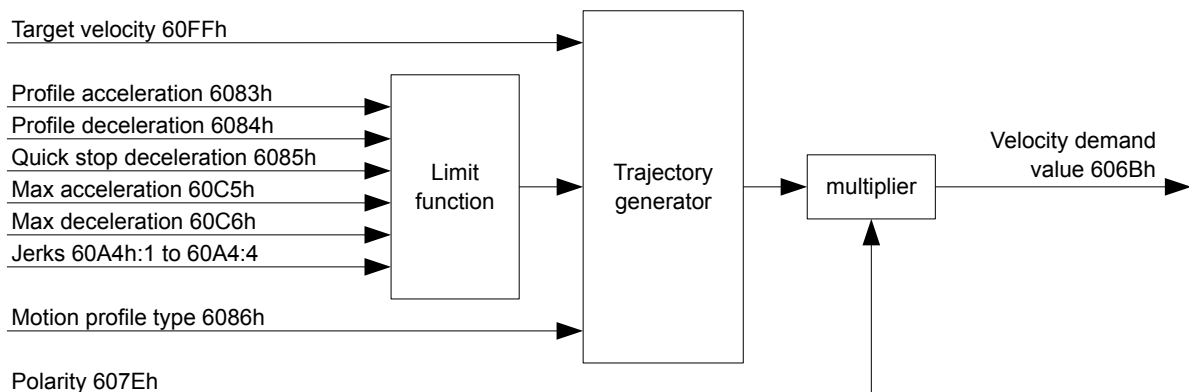 Target velocity 60FFh
Profile acceleration 6083h
Profile deceleration 6084h
Quick stop deceleration 6085h
Max acceleration 60C5h
Max deceleration 60C6h
Jerks 60A4h:1 to 60A4:4
Limit
function
Motion profile type 6086h
Trajectory
generator
multiplier
Velocity demand
value 606Bh
Polarity 607Eh